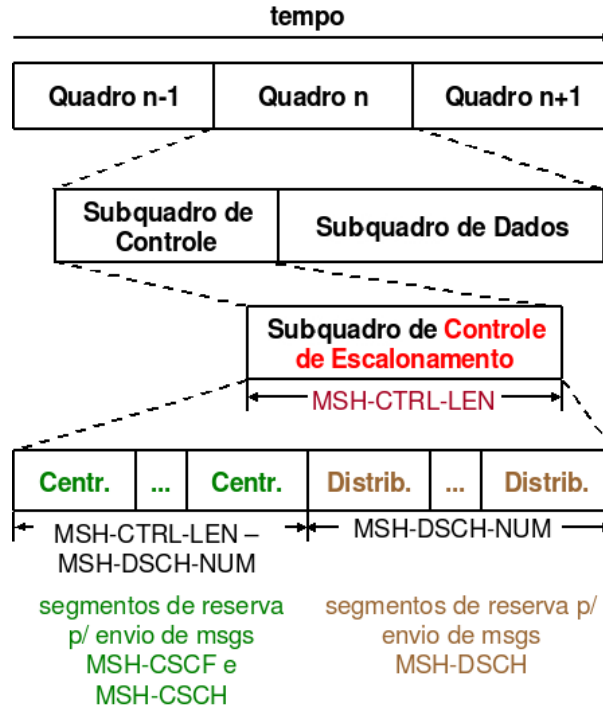 tempo
Quadro n-1 Quadro n Quadro n+1
Subquadro de
Controle
Subquadro de Dados
Subquadro de Controle
de Escalonamento
MSH-CTRL-LEN
Centr. ... Centr. Distrib. ... Distrib.
MSH-CTRL-LEN –
MSH-DSCH-NUM
MSH-DSCH-NUM
segmentos de reserva
p/ envio de msgs
MSH-CSCF e
MSH-CSCH
segmentos de reserva p/
envio de msgs
MSH-DSCH